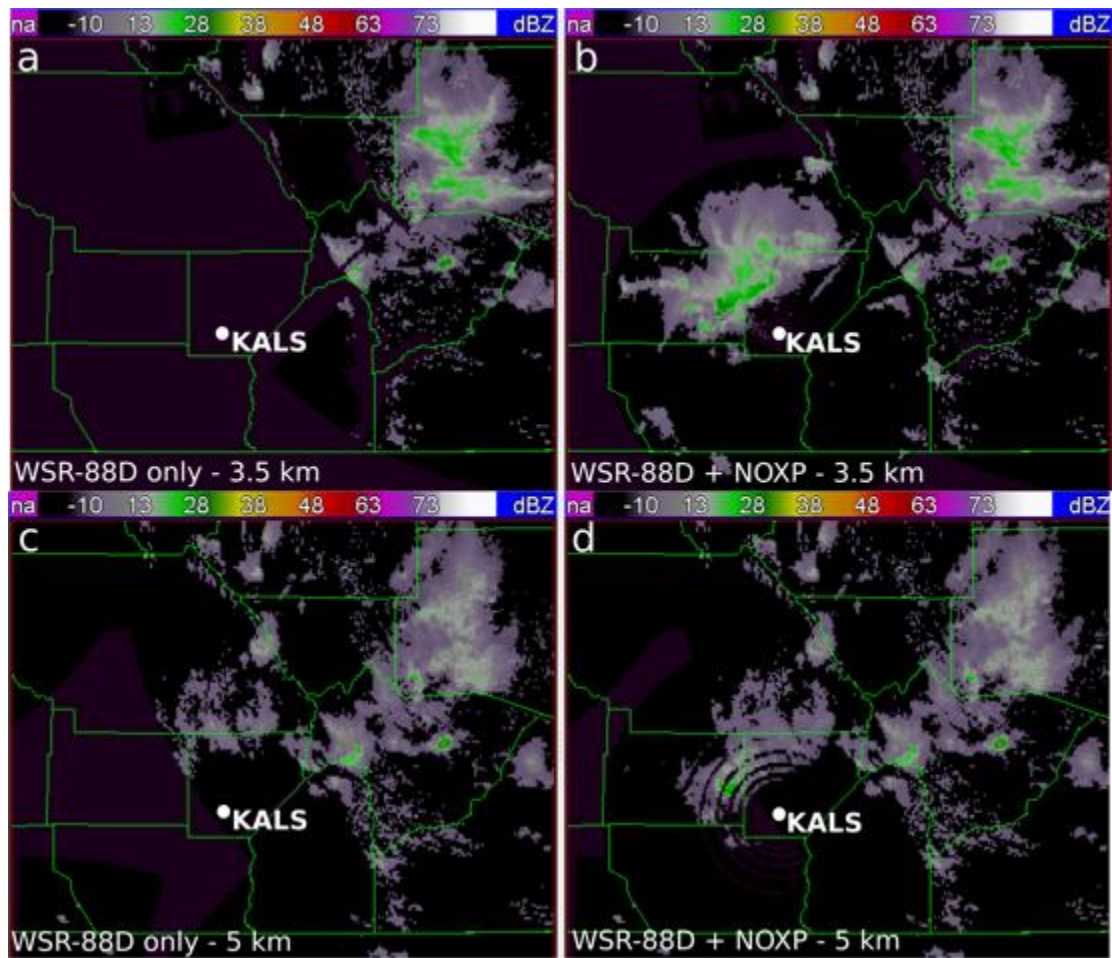 na -10 13 28 38 48 63 73 dBZ
na -10 13 28 38 48 63 73 dBZ
a
b
KALS
KALS
WSR-88D only - 3.5 km
WSR-88D + NOXP - 3.5 km
na -10 13 28 38 48 63 73 dBZ
na -10 13 28 38 48 63 73 dBZ
c
d
KALS
KALS
WSR-88D only - 5 km
WSR-88D + NOXP - 5 km